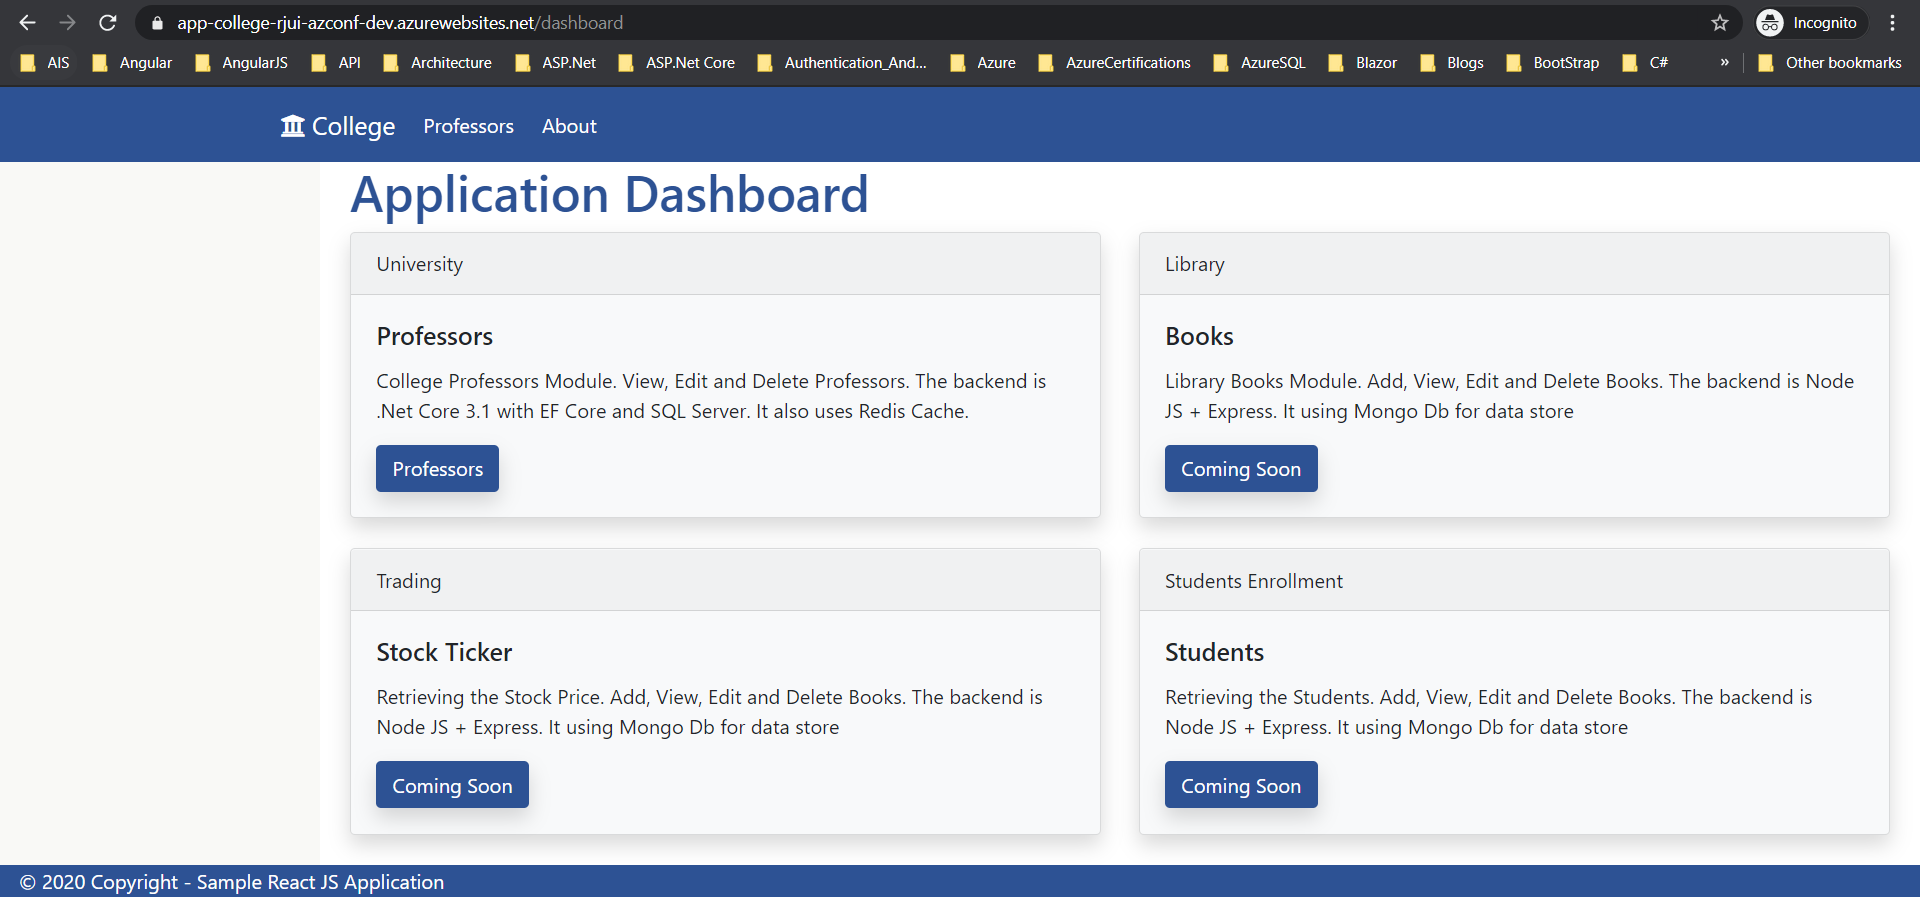 app-college-rjui-azconf-dev.azurewebsites.net/dashboard
Incognito
AIS Angular AngularJS API Architecture ASP.Net ASP.Net Core Authentication_And... Azure AzureCertifications AzureSQL Blazor Blogs BootStrap C# » Other bookmarks
College Professors About
Application Dashboard
University
Professors
College Professors Module. View, Edit and Delete Professors. The backend is
.Net Core 3.1 with EF Core and SQL Server. It also uses Redis Cache.
Professors
Library
Books
Library Books Module. Add, View, Edit and Delete Books. The backend is Node
JS + Express. It using Mongo Db for data store
Coming Soon
Trading
Stock Ticker
Retrieving the Stock Price. Add, View, Edit and Delete Books. The backend is
Node JS + Express. It using Mongo Db for data store
Coming Soon
Students Enrollment
Students
Retrieving the Students. Add, View, Edit and Delete Books. The backend is
Node JS + Express. It using Mongo Db for data store
Coming Soon
© 2020 Copyright - Sample React JS Application